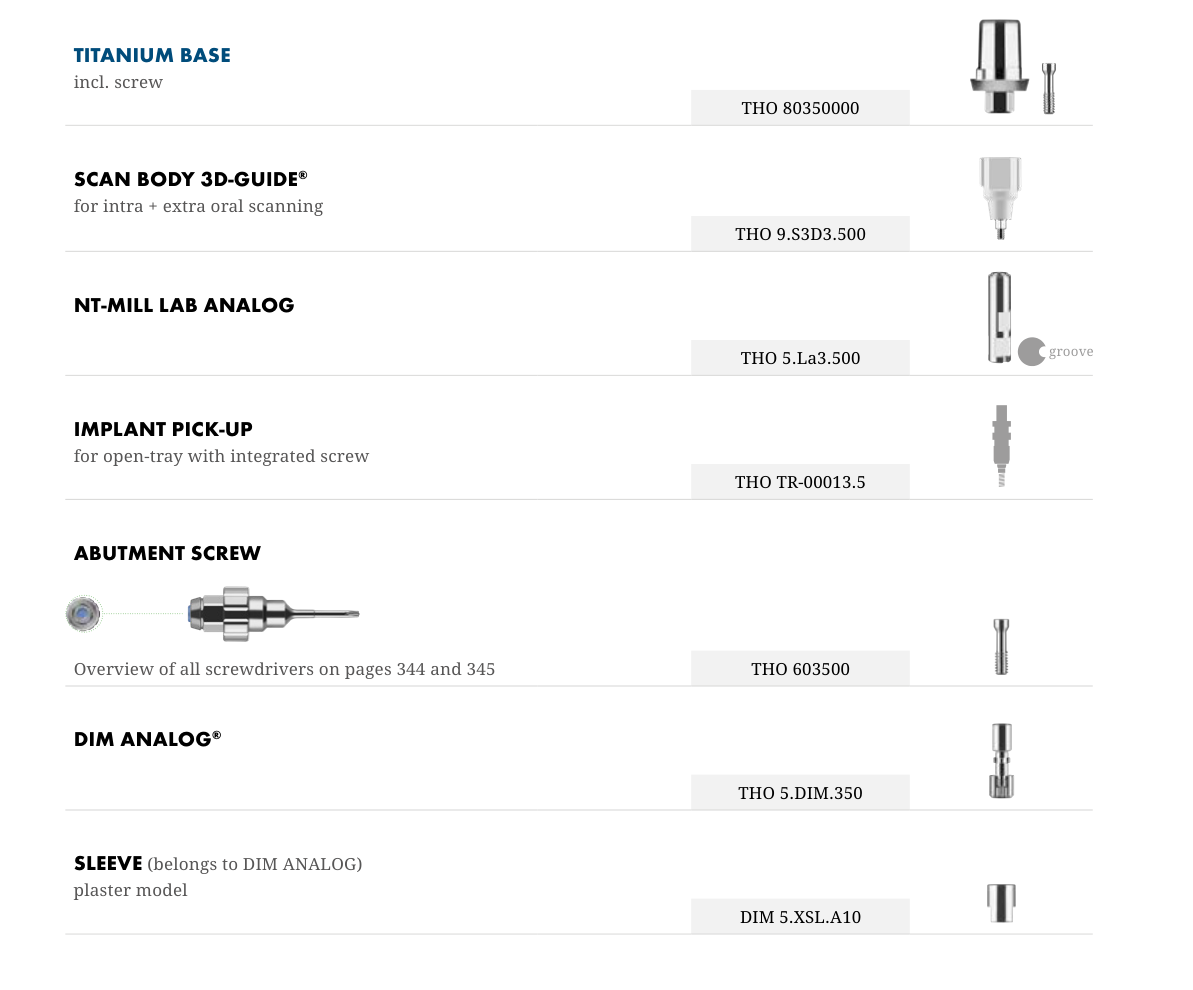 TITANIUM BASE
incl. screw
THO 80350000
SCAN BODY 3D-GUIDE®
for intra + extra oral scanning
THO 9.S3D3.500
NT-MILL LAB ANALOG
THO 5.La3.500
groove
IMPLANT PICK-UP
for open-tray with integrated screw
THO TR-00013.5
ABUTMENT SCREW
Overview of all screwdrivers on pages 344 and 345
THO 603500
DIM ANALOG®
THO 5.DIM.350
SLEEVE (belongs to DIM ANALOG)
plaster model
DIM 5.XSL.A10